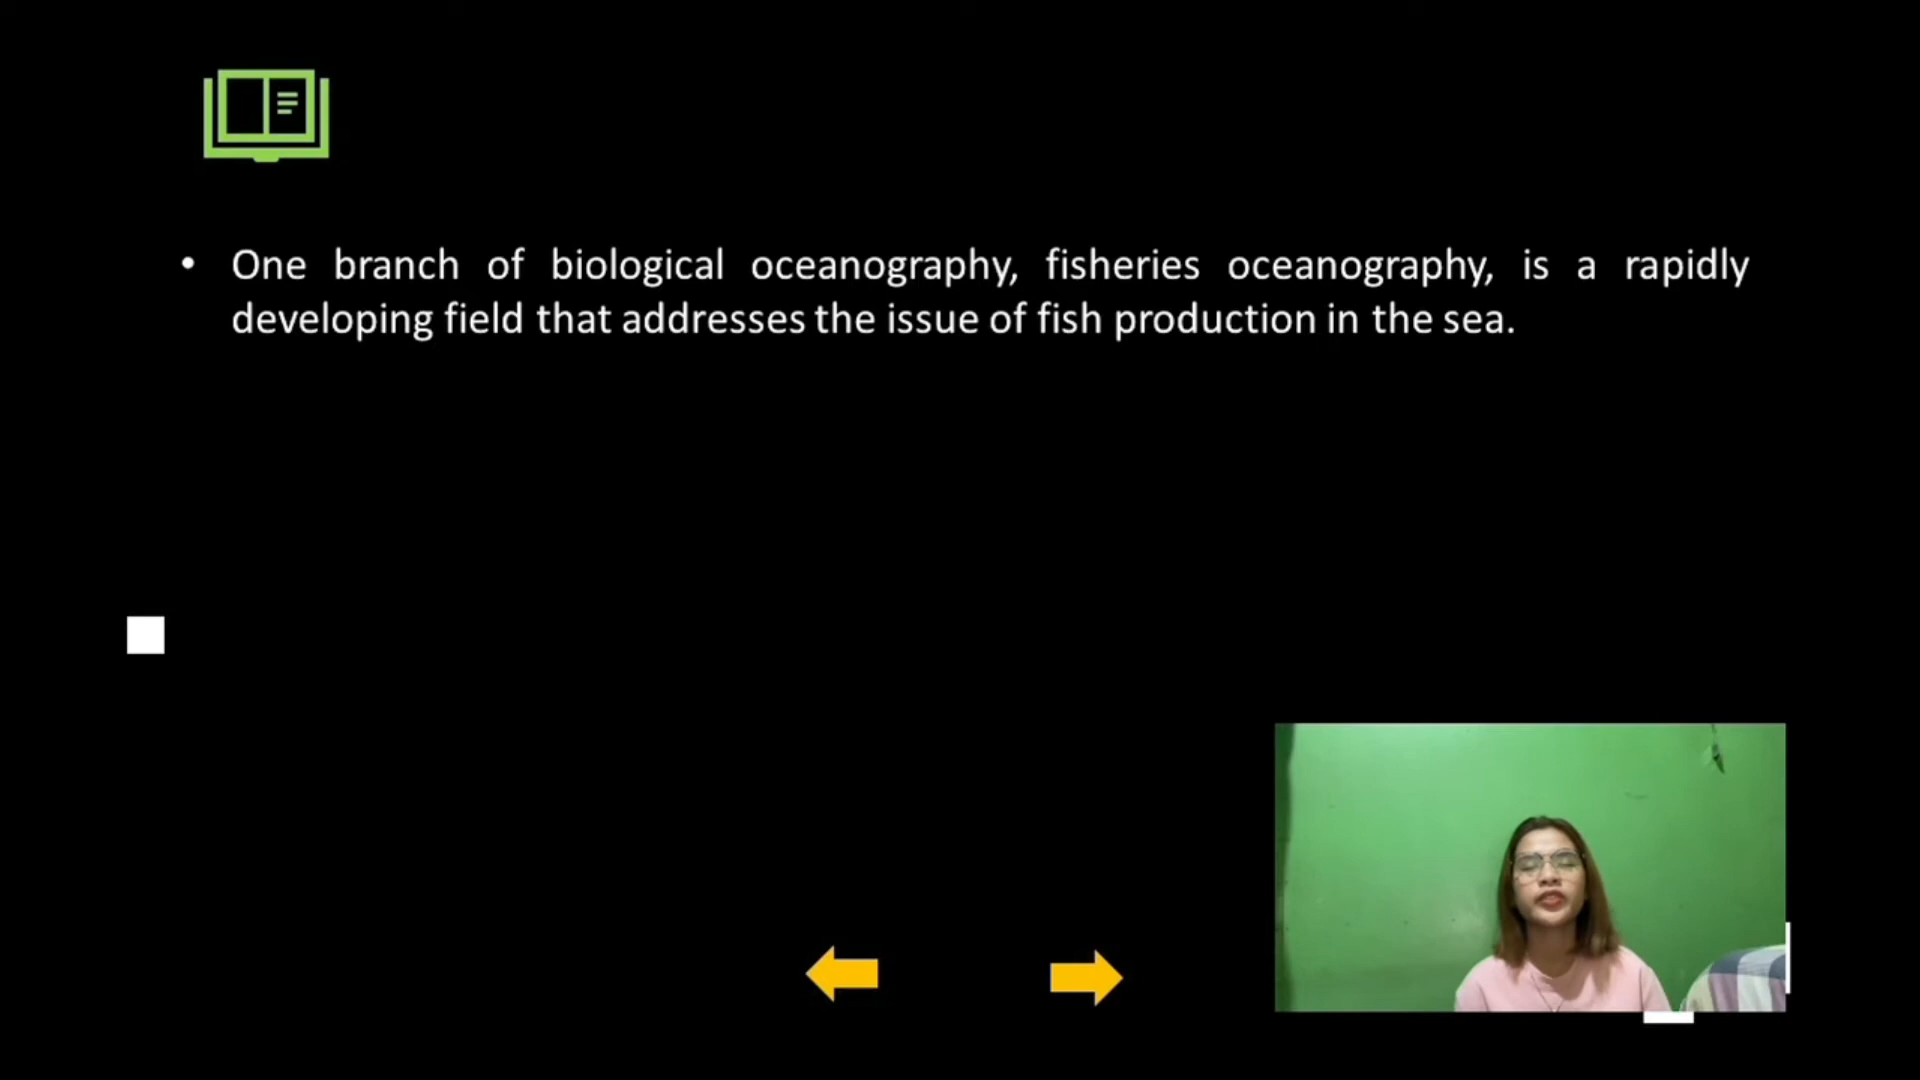 • One branch of biological oceanography, fisheries oceanography, is a rapidly
developing field that addresses the issue of fish production in the sea.